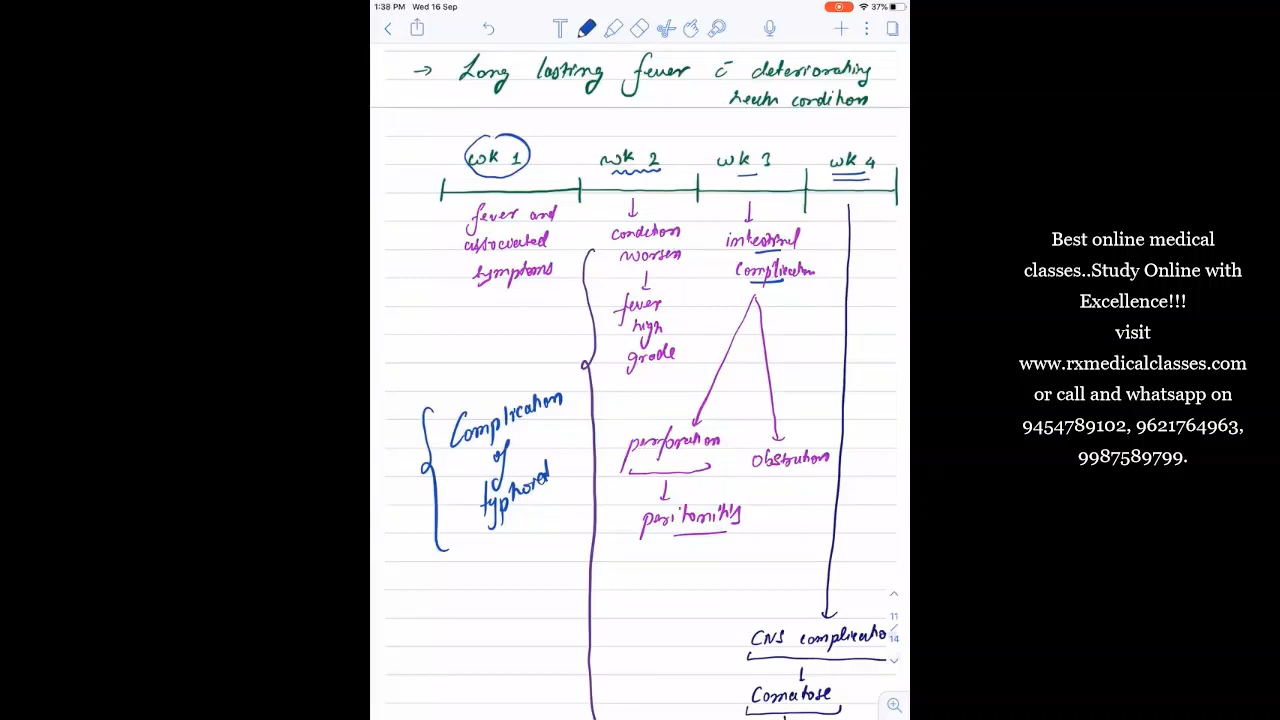 1:38 PM Wed 16 Sep
37%
→ Long lasting fever c̄ deteriorating
health condition
wk 1 wk 2 wk 3 wk 4
fever and
associated
symptoms
condition
worsen
↓
fever
high
grade
intestinal
complication
perforation
obstruction
↓
peritonitis
Complication
of
typhoid
CNS complicatio
↓
Comatose
11
14
Best online medical
classes..Study Online with
Excellence!!!
visit
www.rxmedicalclasses.com
or call and whatsapp on
9454789102, 9621764963,
9987589799.